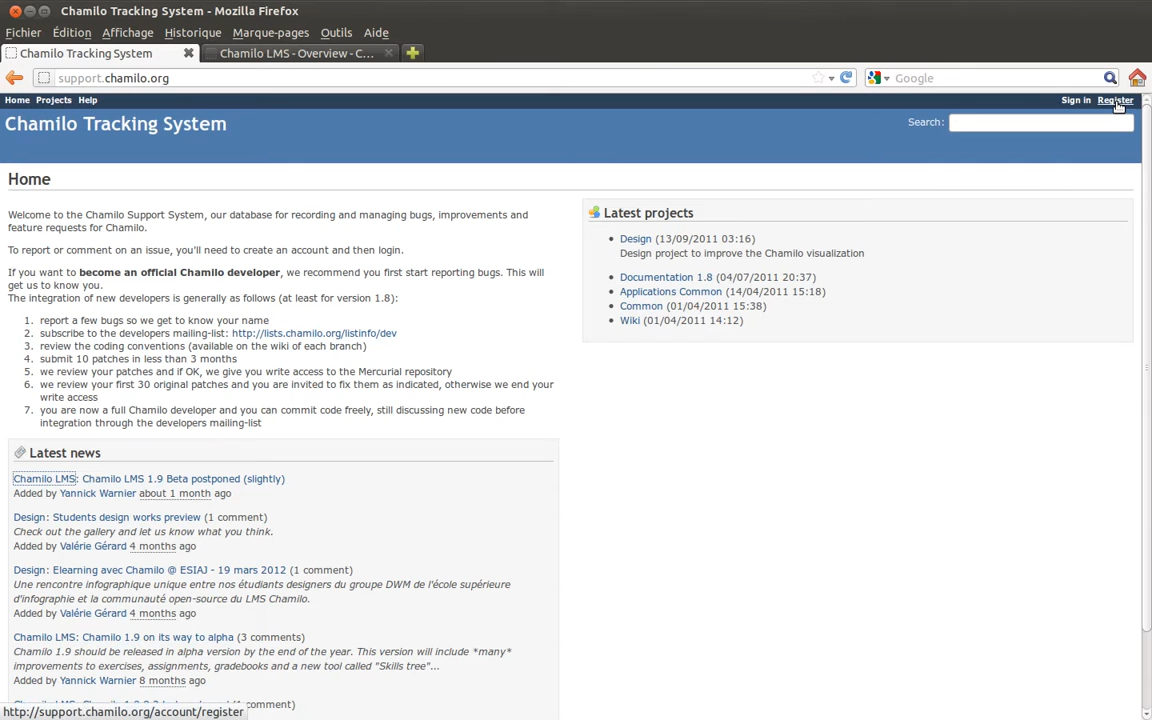 Chamilo Tracking System - Mozilla Firefox
Fichier Édition Affichage Historique Marque-pages Outils Aide
Chamilo Tracking System Chamilo LMS - Overview - C...
support.chamilo.org Google
Home Projects Help Sign in Register
Chamilo Tracking System Search:
Home
Welcome to the Chamilo Support System, our database for recording and managing bugs, improvements and
feature requests for Chamilo.
To report or comment on an issue, you'll need to create an account and then login.
If you want to become an official Chamilo developer, we recommend you first start reporting bugs. This will
get us to know you.
The integration of new developers is generally as follows (at least for version 1.8):
1. report a few bugs so we get to know your name
2. subscribe to the developers mailing-list: http://lists.chamilo.org/listinfo/dev
3. review the coding conventions (available on the wiki of each branch)
4. submit 10 patches in less than 3 months
5. we review your patches and if OK, we give you write access to the Mercurial repository
6. we review your first 30 original patches and you are invited to fix them as indicated, otherwise we end your
write access
7. you are now a full Chamilo developer and you can commit code freely, still discussing new code before
integration through the developers mailing-list
Latest news
Chamilo LMS: Chamilo LMS 1.9 Beta postponed (slightly)
Added by Yannick Warnier about 1 month ago
Design: Students design works preview (1 comment)
Check out the gallery and let us know what you think.
Added by Valérie Gérard 4 months ago
Design: Elearning avec Chamilo @ ESIAJ - 19 mars 2012 (1 comment)
Une rencontre infographique unique entre nos étudiants designers du groupe DWM de l'école supérieure
d'infographie et la communauté open-source du LMS Chamilo.
Added by Valérie Gérard 4 months ago
Chamilo LMS: Chamilo 1.9 on its way to alpha (3 comments)
Chamilo 1.9 should be released in alpha version by the end of the year. This version will include *many*
improvements to exercises, assignments, gradebooks and a new tool called "Skills tree"...
Added by Yannick Warnier 8 months ago
comment)
http://support.chamilo.org/account/register
Latest projects
Design (13/09/2011 03:16)
Design project to improve the Chamilo visualization
Documentation 1.8 (04/07/2011 20:37)
Applications Common (14/04/2011 15:18)
Common (01/04/2011 15:38)
Wiki (01/04/2011 14:12)